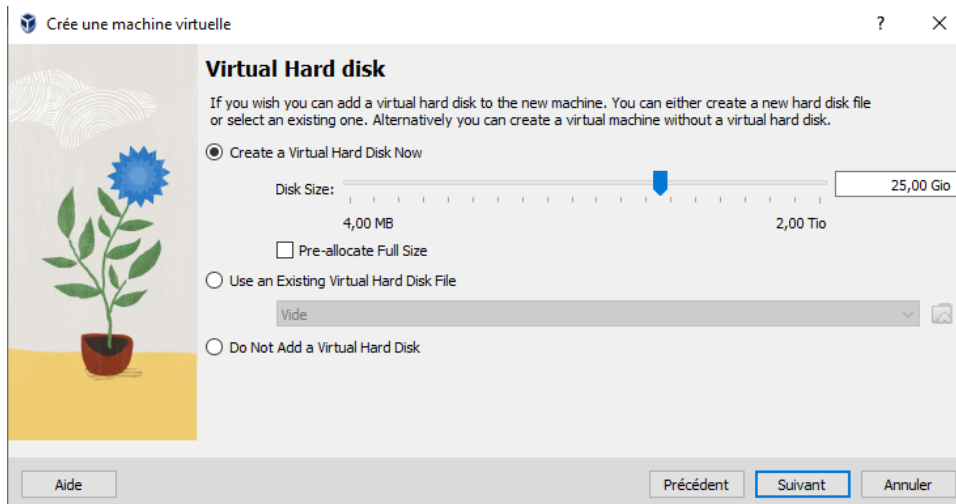 Crée une machine virtuelle
?
Virtual Hard disk
If you wish you can add a virtual hard disk to the new machine. You can either create a new hard disk file
or select an existing one. Alternatively you can create a virtual machine without a virtual hard disk.
Create a Virtual Hard Disk Now
Disk Size:
25,00 Gio
4,00 MB
2,00 Tio
Pre-allocate Full Size
Use an Existing Virtual Hard Disk File
Vide
Do Not Add a Virtual Hard Disk
Aide
Précédent
Suivant
Annuler